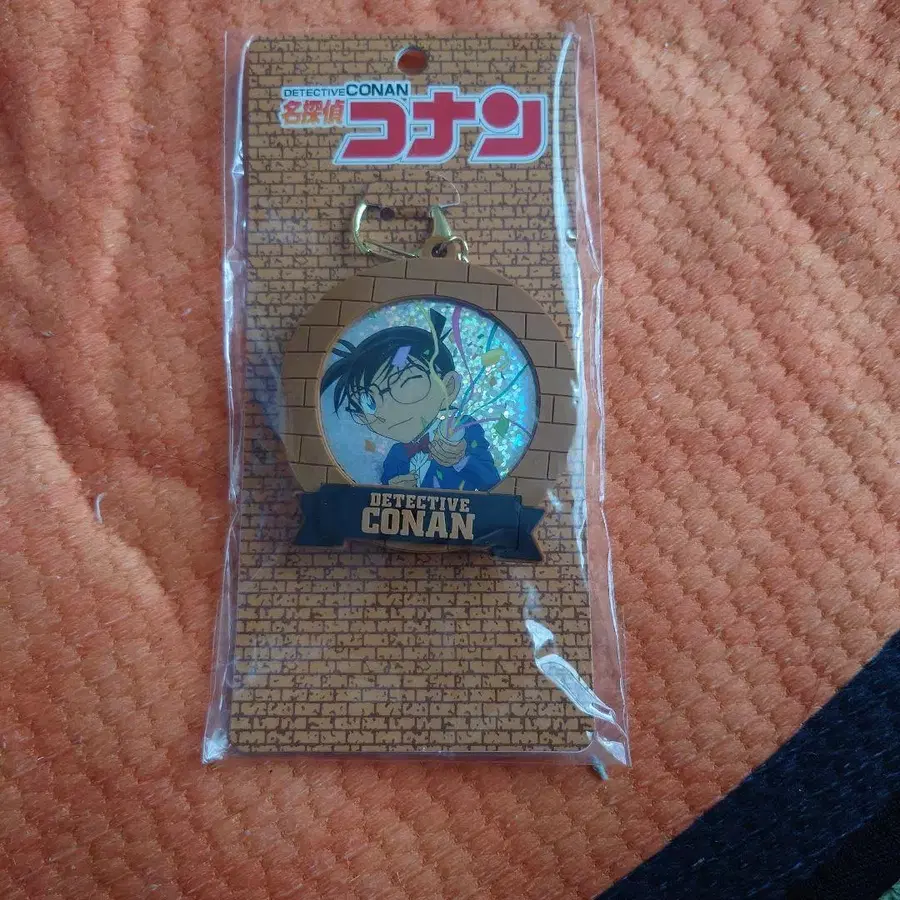 DETECTIVE CONAN
名探偵コナン
DETECTIVE
CONAN